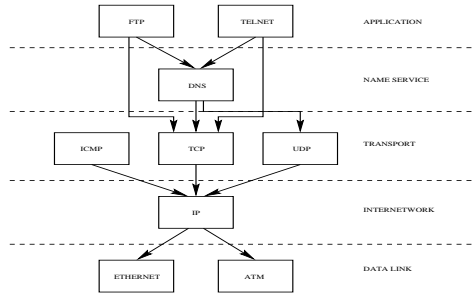 FTP TELNET APPLICATION
DNS NAME SERVICE
ICMP TCP UDP TRANSPORT
IP INTERNETWORK
ETHERNET ATM DATA LINK